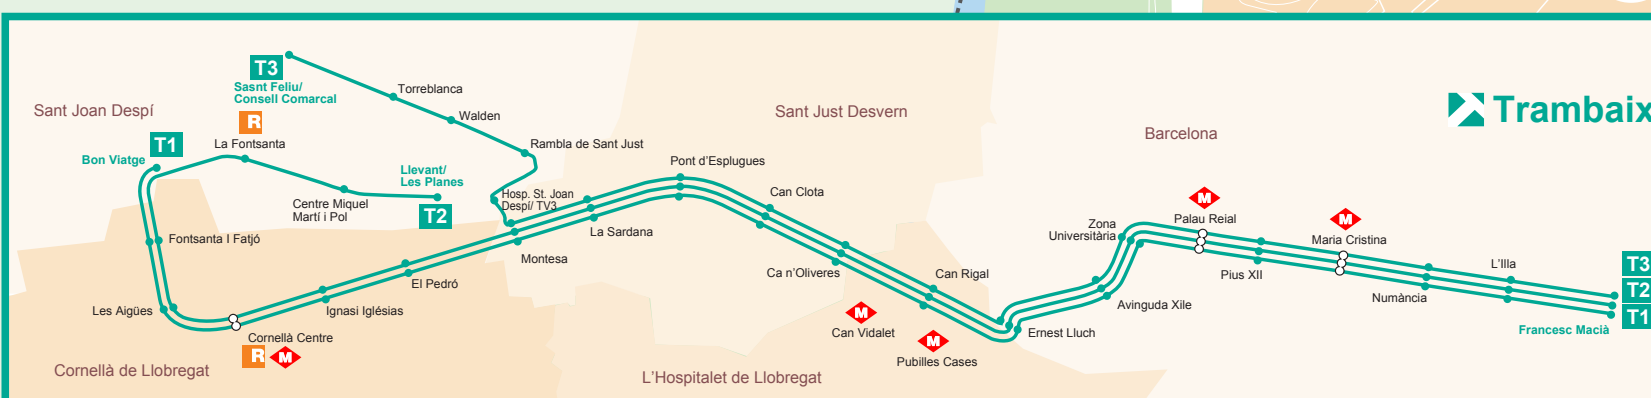 T3
Sasnt Feliu/
Consell Comarcal
Torreblanca
Walden
Sant Joan Despí
R
T1
La Fontsanta
Bon Viatge
Rambla de Sant Just
Llevant/
Les Planes
T2
Centre Miquel
Martí i Pol
Hosp. St. Joan
Despí/ TV3
Fontsanta I Fatjó
Les Aigües
Cornellà Centre
R M
Cornellà de Llobregat
Ignasi Iglésias
El Pedró
Montesa
La Sardana
Pont d'Esplugues
Sant Just Desvern
Can Clota
Ca n'Oliveres
Can Rigal
M
Can Vidalet
M
Pubilles Cases
L'Hospitalet de Llobregat
Ernest Lluch
Avinguda Xile
Zona
Universitària
Barcelona
M
Palau Reial
Pius XII
M
Maria Cristina
Numància
L'Illa
Trambaix
T3
T2
T1
Francesc Macià